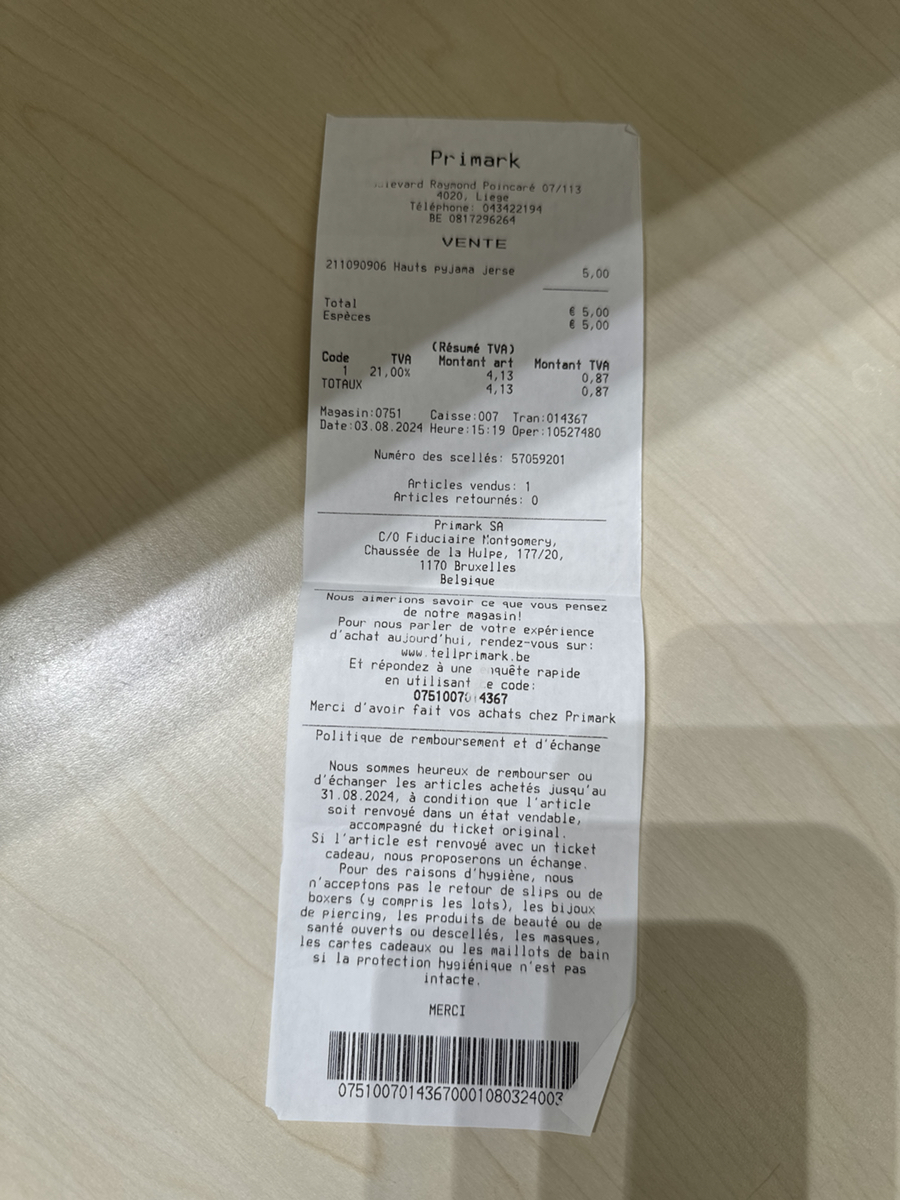 Primark
Raymond Poincaré 07/113
4020, Liege
Téléphone: 043422194
BE 0817296264
VENTE
211090906 Hauts pyjama jerse 5,00
Total € 5,00
Espèces € 5,00
(Résumé TVA)
Code TVA Montant art Montant TVA
1 21,00% 4,13 0,87
TOTAUX 4,13 0,87
Magasin:0751 Caisse:007 Tran:014367
Date:03.08.2024 Heure:15:19 Oper:10527480
Numéro des scellés: 57059201
Articles vendus: 1
Articles retournés: 0
Primark SA
C/O Fiduciaire Montgomery,
Chaussée de la Hulpe, 177/20,
1170 Bruxelles
Belgique
Nous aimerions savoir ce que vous pensez
de notre magasin!
Pour nous parler de votre expérience
d'achat aujourd'hui, rendez-vous sur:
www.tellprimark.be
Et répondez à une rapide
en utilisant code:
Merci d'avoir fait vos achats chez Primark
Politique de remboursement et d'échange
Nous sommes heureux de rembourser ou
d'échanger les articles achetés jusqu'au
31.08.2024, à condition que l'article
soit renvoyé dans un état vendable,
accompagné du ticket original.
Si l'article est renvoyé avec un ticket
cadeau, nous proposerons un échange.
Pour des raisons d'hygiène, nous
n'acceptons pas le retour de slips ou de
boxers (y compris les lots), les bijoux
de piercing, les produits de beauté ou de
santé ouverts ou descellés, les masques,
les cartes cadeaux ou les maillots de bain
si la protection hygiénique n'est pas
intacte.
MERCI
07510070143670001080324003